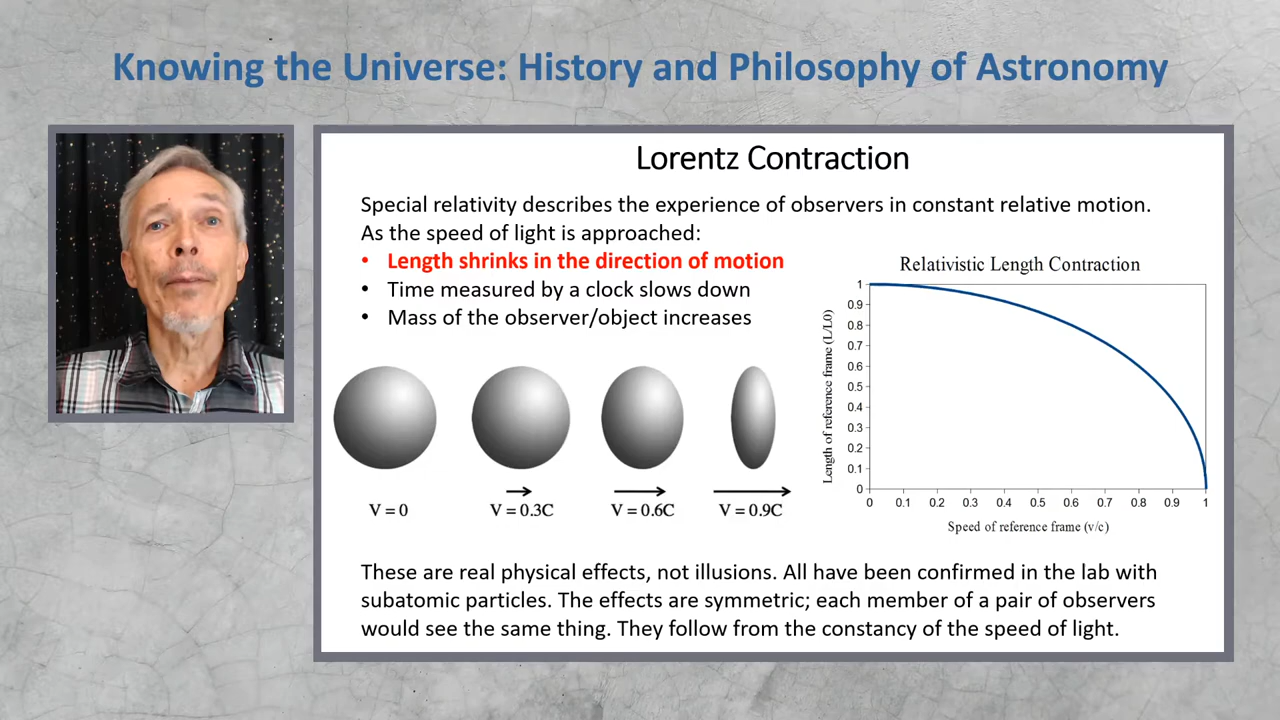 Knowing the Universe: History and Philosophy of Astronomy
Lorentz Contraction
Special relativity describes the experience of observers in constant relative motion.
As the speed of light is approached:
• Length shrinks in the direction of motion
• Time measured by a clock slows down
• Mass of the observer/object increases
Relativistic Length Contraction
Length of reference frame (L/L0)
1
0.9
0.8
0.7
0.6
0.5
0.4
0.3
0.2
0.1
0
0 0.1 0.2 0.3 0.4 0.5 0.6 0.7 0.8 0.9 1
Speed of reference frame (v/c)
V = 0 V = 0.3C V = 0.6C V = 0.9C
These are real physical effects, not illusions. All have been confirmed in the lab with
subatomic particles. The effects are symmetric; each member of a pair of observers
would see the same thing. They follow from the constancy of the speed of light.